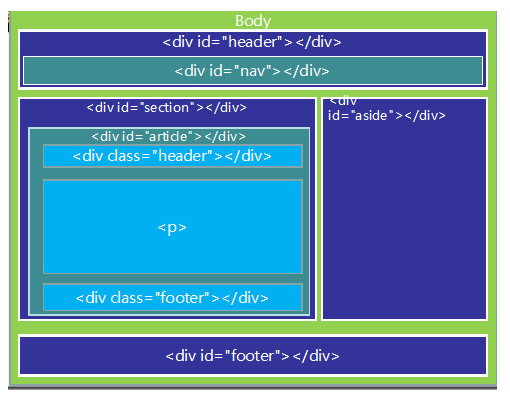 Body
<div id="header"></div>
<div id="nav"></div>
<div id="section"></div>
<div id="article"></div>
<div class="header"></div>
<p>
<div class="footer"></div>
<div
id="aside"></div>
<div id="footer"></div>